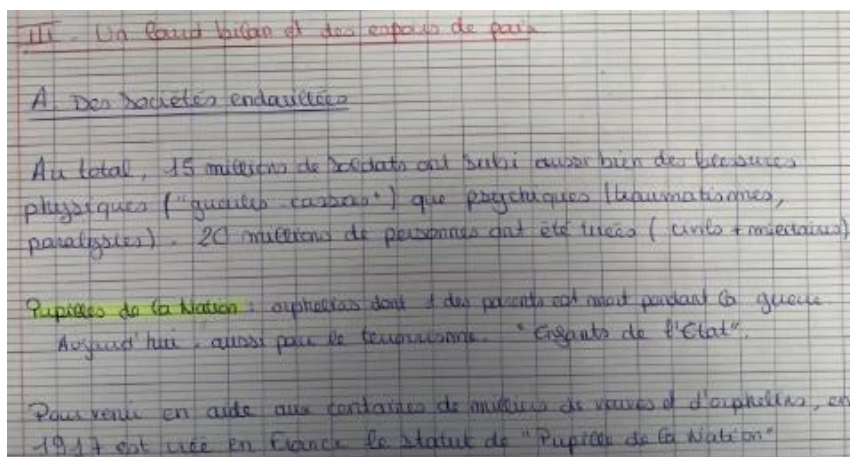 III - Un lourd bilan et des espoirs de paix
A. Des sociétés endeuillées
Au total, 15 millions de soldats ont subi aussi bien des blessures
physiques ("gueules cassées") que psychiques (traumatismes,
paralysies). 20 millions de personnes ont été tuées (civils + militaires)
Pupilles de la Nation : orphelins dont 1 des parents est mort pendant la guerre.
Aujourd'hui, aussi pour le terrorisme. "Enfants de l'Etat".
Pour venir en aide aux centaines de milliers de veuves et d'orphelins, en
1917 est créé en France le statut de "Pupilles de la Nation"